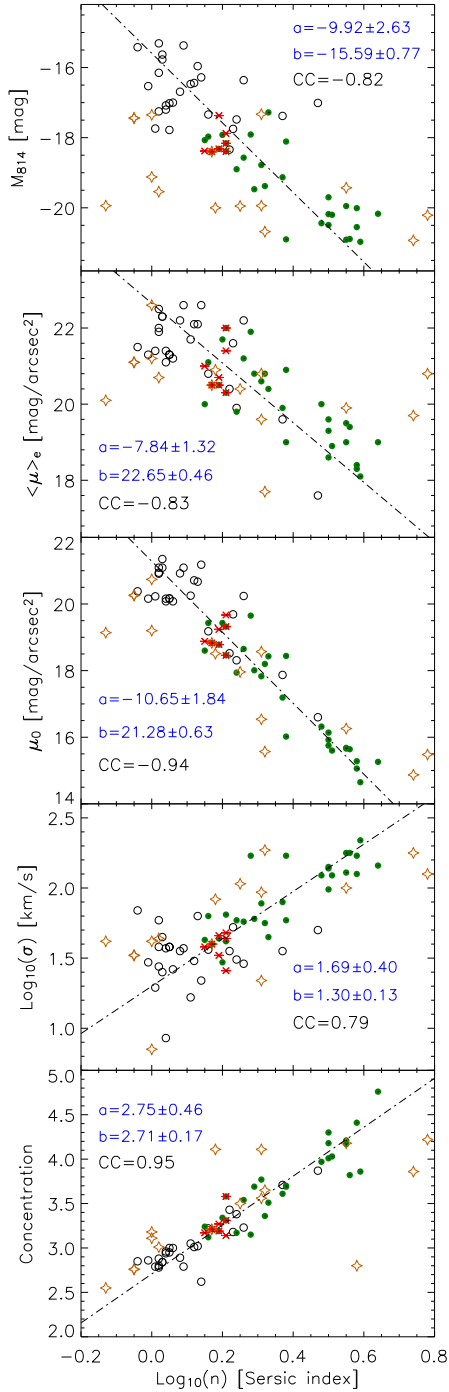 M814 [mag]
-16
-18
-20
a=-9.92±2.63
b=-15.59±0.77
CC=-0.82
<μ>e [mag/arcsec2]
22
20
18
a=-7.84±1.32
b=22.65±0.46
CC=-0.83
μ0 [mag/arcsec2]
22
20
18
16
14
a=-10.65±1.84
b=21.28±0.63
CC=-0.94
Log10(σ) [km/s]
2.5
2.0
1.5
1.0
a=1.69±0.40
b=1.30±0.13
CC=0.79
Concentration
5.0
4.5
4.0
3.5
3.0
2.5
2.0
a=2.75±0.46
b=2.71±0.17
CC=0.95
-0.2 0.0 0.2 0.4 0.6 0.8
Log10(n) [Sersic index]